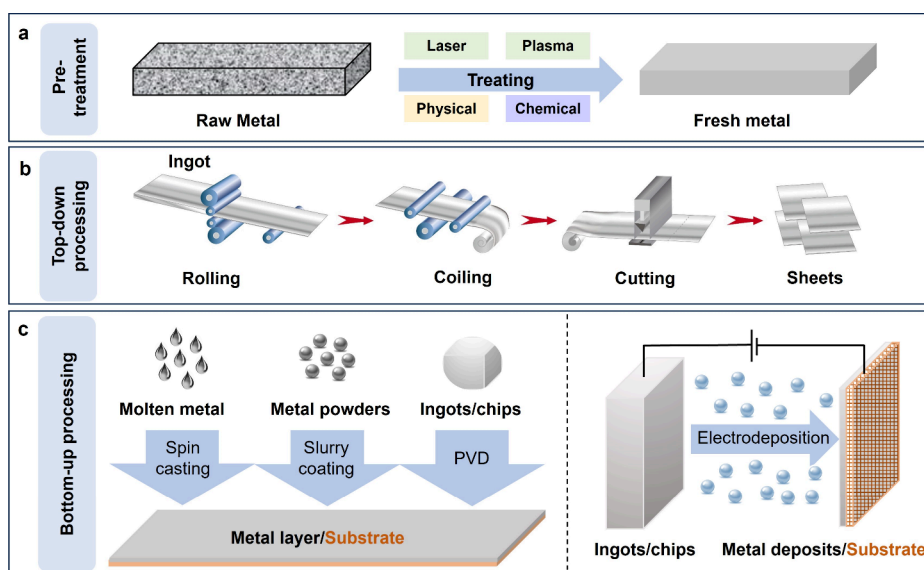 a
Pre-
treatment
Laser
Plasma
Treating
Physical
Chemical
Raw Metal
Fresh metal
b
Top-down
processing
Ingot
Rolling
Coiling
Cutting
Sheets
c
Bottom-up processing
Molten metal
Metal powders
Ingots/chips
Spin
casting
Slurry
coating
PVD
Metal layer/Substrate
Electrodeposition
Ingots/chips
Metal deposits/Substrate